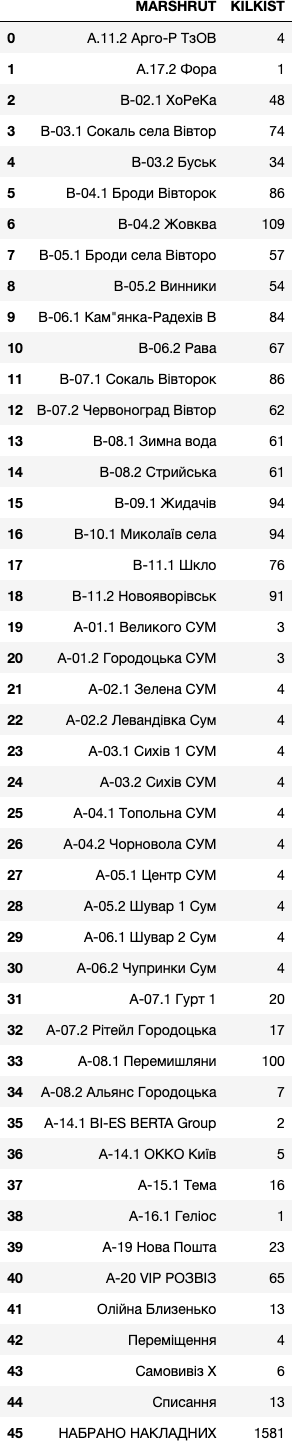 MARSHRUT KILKIST
0 А.11.2 Арго-Р ТзОВ 4
1 А.17.2 Фора 1
2 В-02.1 ХоРеКа 48
3 В-03.1 Сокаль села Вівтор 74
4 В-03.2 Буськ 34
5 В-04.1 Броди Вівторок 86
6 В-04.2 Жовква 109
7 В-05.1 Броди села Вівторо 57
8 В-05.2 Винники 54
9 В-06.1 Кам"янка-Радехів В 84
10 В-06.2 Рава 67
11 В-07.1 Сокаль Вівторок 86
12 В-07.2 Червоноград Вівтор 62
13 В-08.1 Зимна вода 61
14 В-08.2 Стрийська 61
15 В-09.1 Жидачів 94
16 В-10.1 Миколаїв села 94
17 В-11.1 Шкло 76
18 В-11.2 Новояворівськ 91
19 А-01.1 Великого СУМ 3
20 А-01.2 Городоцька СУМ 3
21 А-02.1 Зелена СУМ 4
22 А-02.2 Левандівка Сум 4
23 А-03.1 Сихів 1 СУМ 4
24 А-03.2 Сихів СУМ 4
25 А-04.1 Топольна СУМ 4
26 А-04.2 Чорновола СУМ 4
27 А-05.1 Центр СУМ 4
28 А-05.2 Шувар 1 Сум 4
29 А-06.1 Шувар 2 Сум 4
30 А-06.2 Чупринки Сум 4
31 А-07.1 Гурт 1 20
32 А-07.2 Рітейл Городоцька 17
33 А-08.1 Перемишляни 100
34 А-08.2 Альянс Городоцька 7
35 А-14.1 BI-ES BERTA Group 2
36 А-14.1 ОККО Київ 5
37 А-15.1 Тема 16
38 А-16.1 Геліос 1
39 А-19 Нова Пошта 23
40 А-20 VIP РОЗВІЗ 65
41 Олійна Близенько 13
42 Переміщення 4
43 Самовивіз Х 6
44 Списання 13
45 НАБРАНО НАКЛАДНИХ 1581